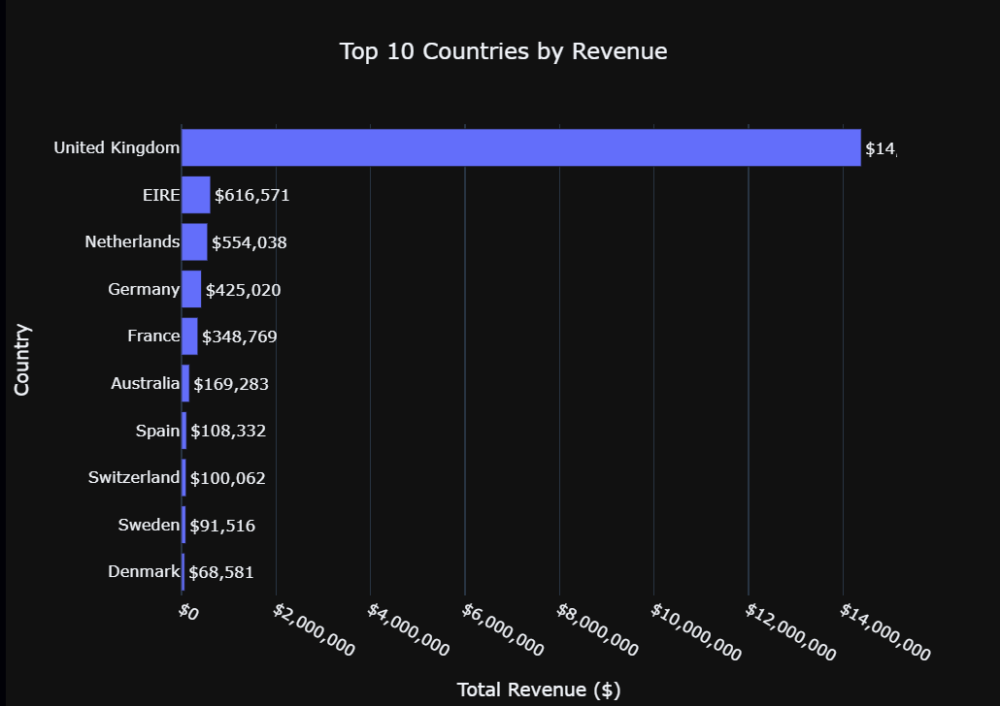 Top 10 Countries by Revenue
United Kingdom $14,
EIRE $616,571
Netherlands $554,038
Germany $425,020
France $348,769
Australia $169,283
Spain $108,332
Switzerland $100,062
Sweden $91,516
Denmark $68,581
Country
$0 $2,000,000 $4,000,000 $6,000,000 $8,000,000 $10,000,000 $12,000,000 $14,000,000
Total Revenue ($)